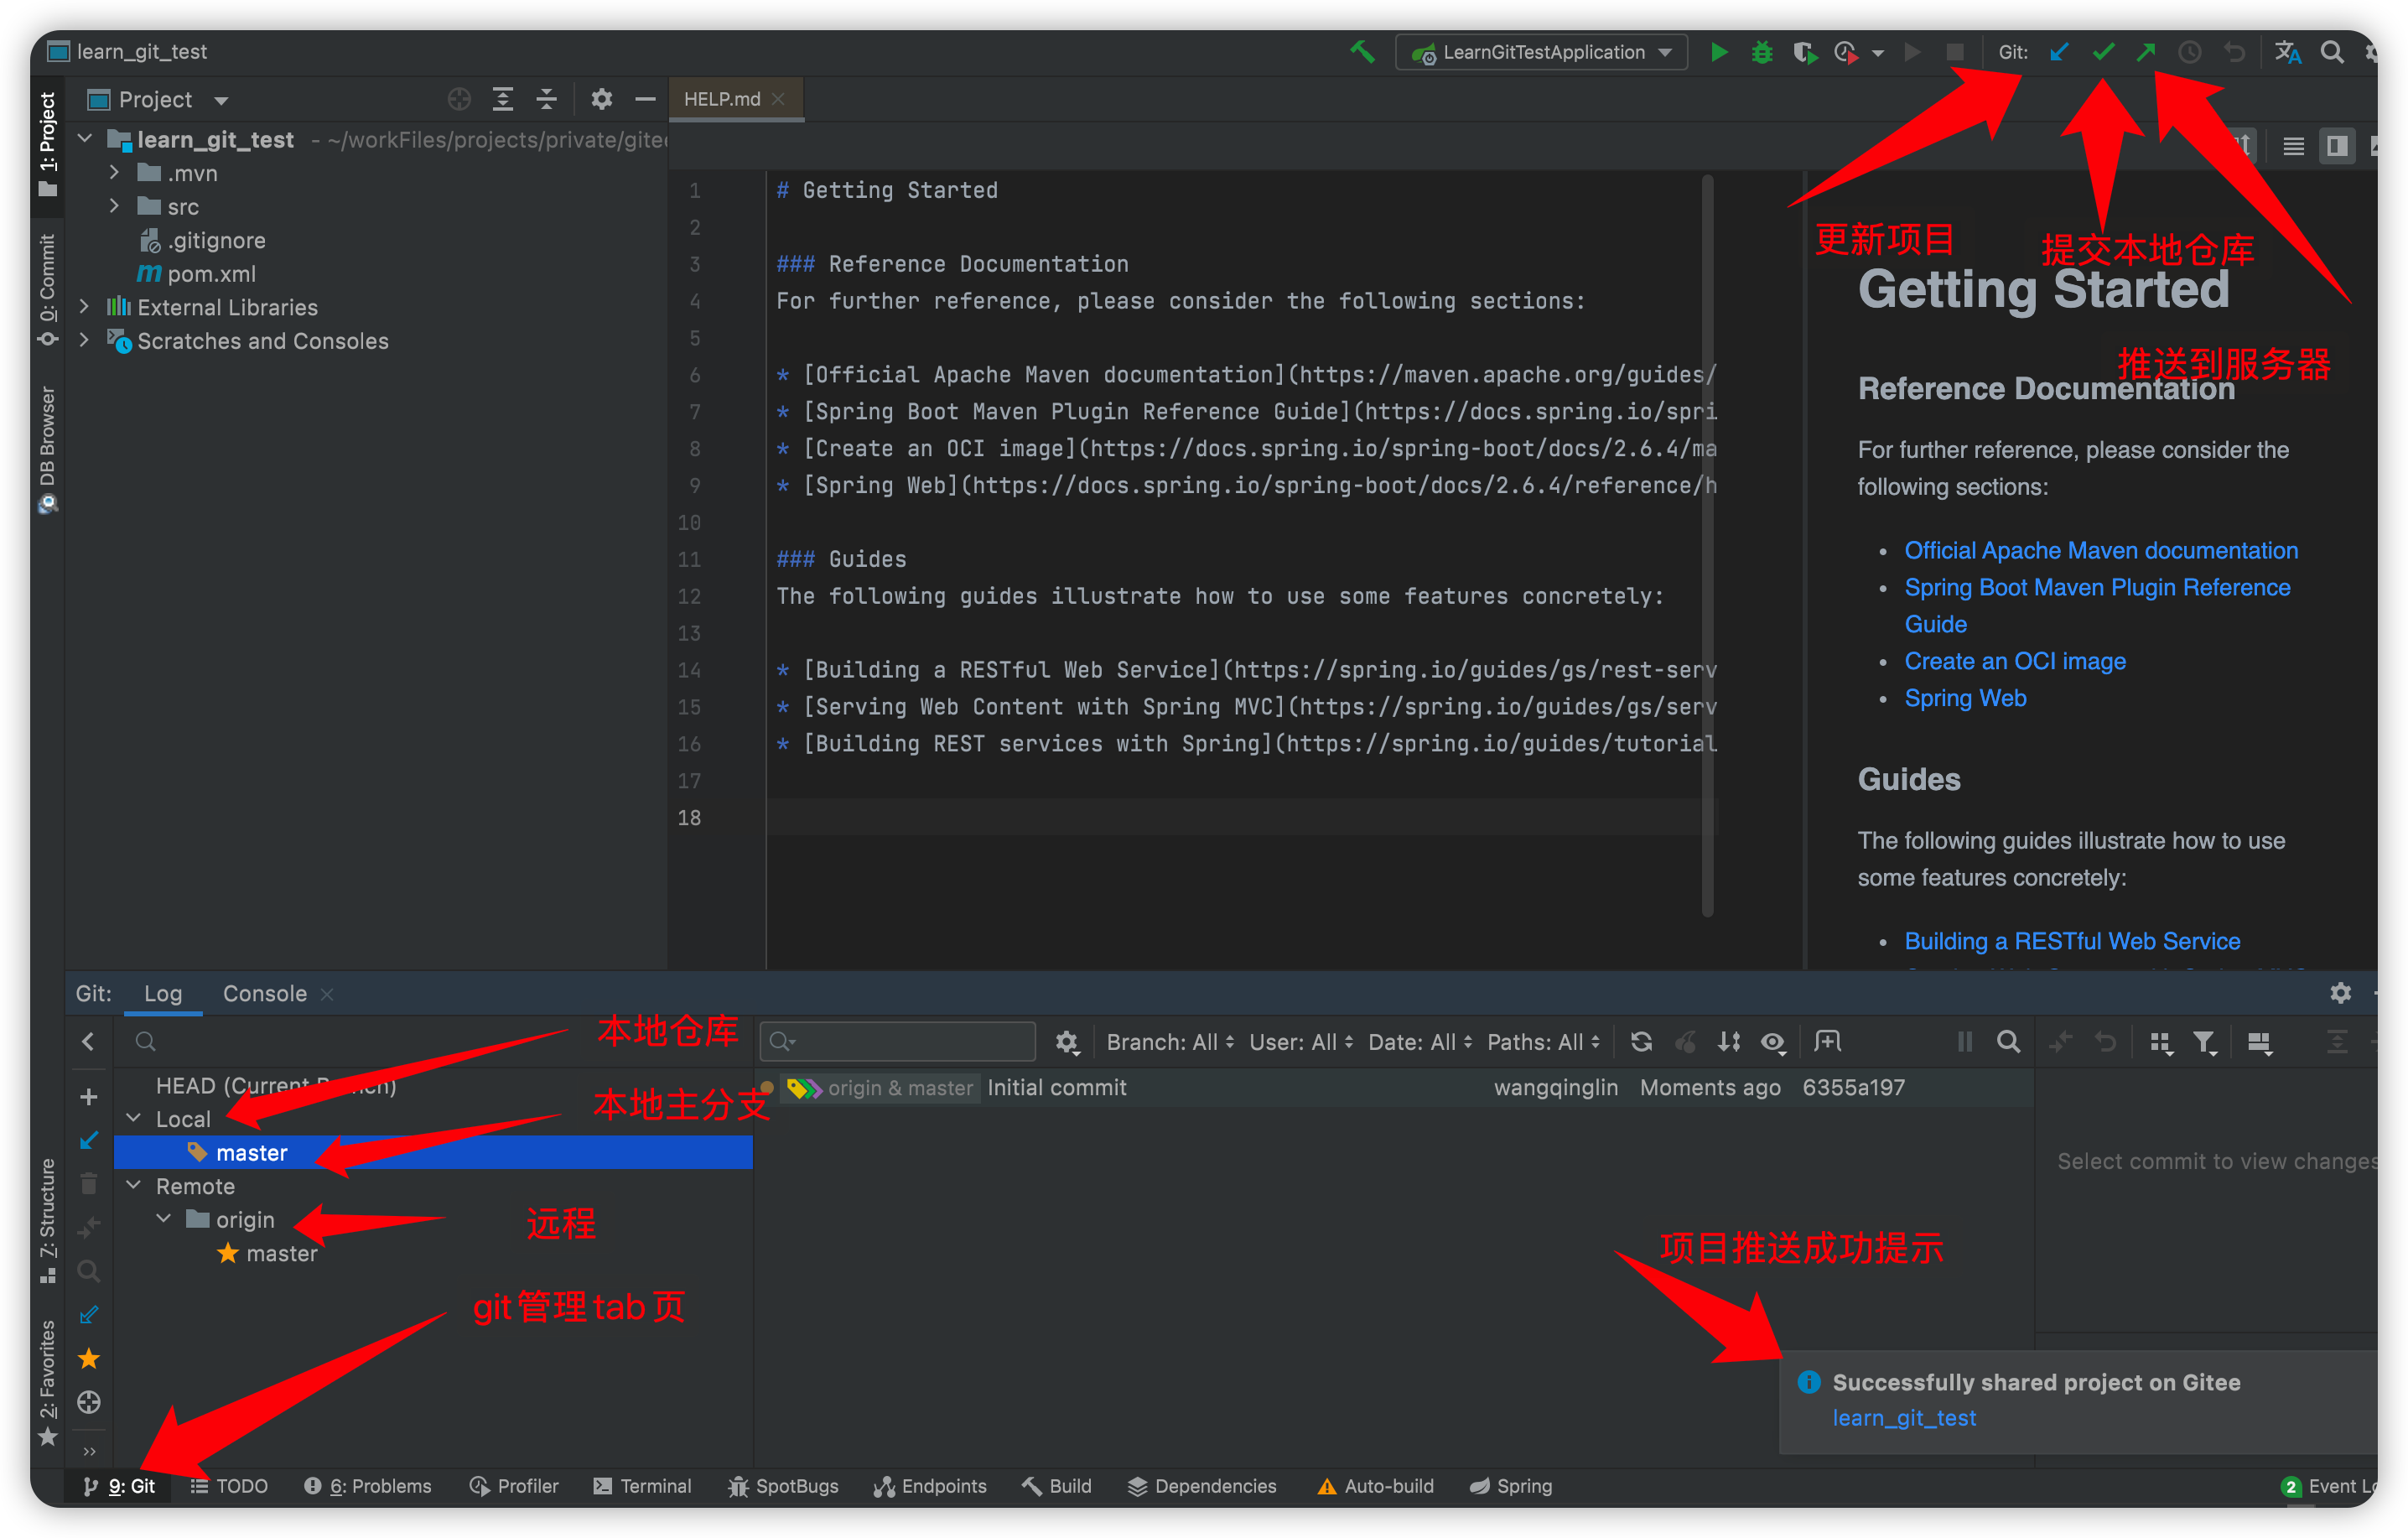 learn_git_test
LearnGitTestApplication
Git:
1: Project
0: Commit
DB Browser
7: Structure
2: Favorites
Project
HELP.md
learn_git_test - ~/workFiles/projects/private/gite
.mvn
src
.gitignore
pom.xml
External Libraries
Scratches and Consoles
1 # Getting Started
2
3 ### Reference Documentation
4 For further reference, please consider the following sections:
5
6 * [Official Apache Maven documentation](https://maven.apache.org/guides/
7 * [Spring Boot Maven Plugin Reference Guide](https://docs.spring.io/spri
8 * [Create an OCI image](https://docs.spring.io/spring-boot/docs/2.6.4/ma
9 * [Spring Web](https://docs.spring.io/spring-boot/docs/2.6.4/reference/h
10
11 ### Guides
12 The following guides illustrate how to use some features concretely:
13
14 * [Building a RESTful Web Service](https://spring.io/guides/gs/rest-serv
15 * [Serving Web Content with Spring MVC](https://spring.io/guides/gs/serv
16 * [Building REST services with Spring](https://spring.io/guides/tutorial
17
18
更新项目
提交本地仓库
推送到服务器
Getting Started
Reference Documentation
For further reference, please consider the
following sections:
• Official Apache Maven documentation
• Spring Boot Maven Plugin Reference
Guide
• Create an OCI image
• Spring Web
Guides
The following guides illustrate how to use
some features concretely:
• Building a RESTful Web Service
Git: Log Console
本地仓库
Branch: All User: All Date: All Paths: All
HEAD (Current Branch)
Local
本地主分支
master
Remote
origin
远程
master
git管理tab页
origin & master Initial commit wangqinglin Moments ago 6355a197
Select commit to view changes
项目推送成功提示
Successfully shared project on Gitee
learn_git_test
9: Git TODO 6: Problems Profiler Terminal SpotBugs Endpoints Build Dependencies Auto-build Spring 2 Event Lo